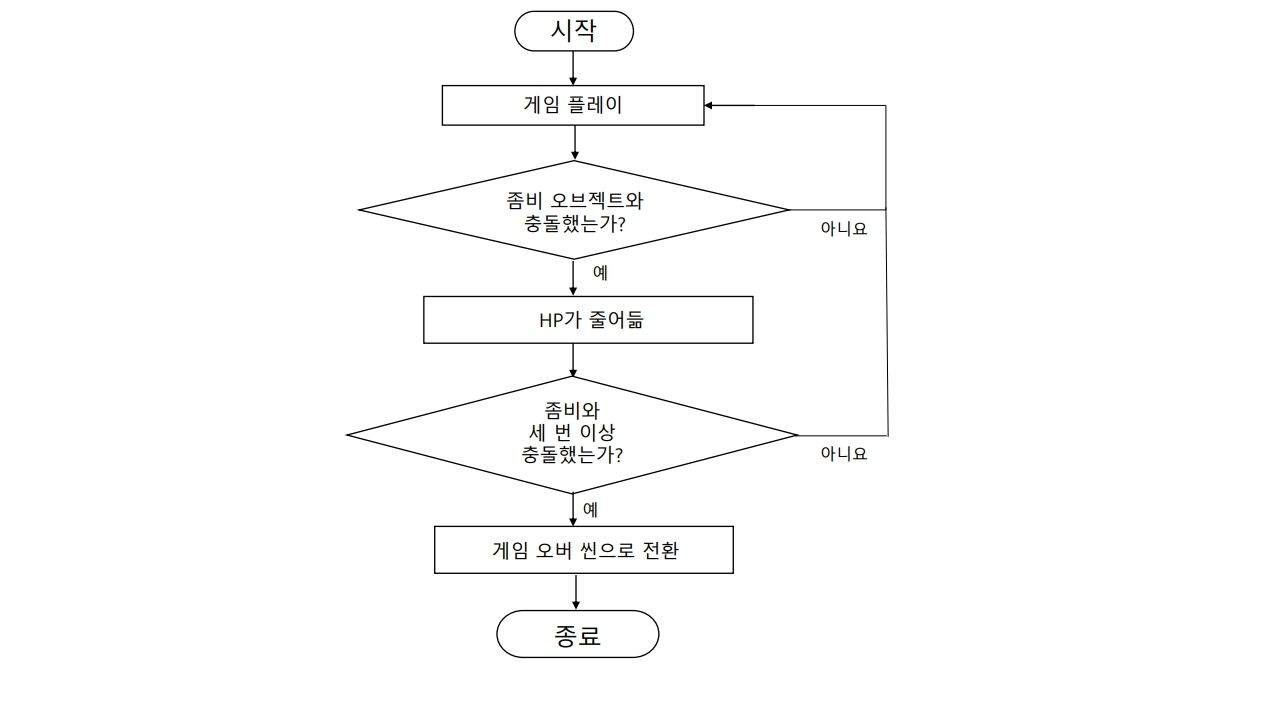 시작
게임 플레이
좀비 오브젝트와
충돌했는가?
아니요
예
HP가 줄어듦
좀비와
세 번 이상
충돌했는가?
아니요
예
게임 오버 씬으로 전환
종료